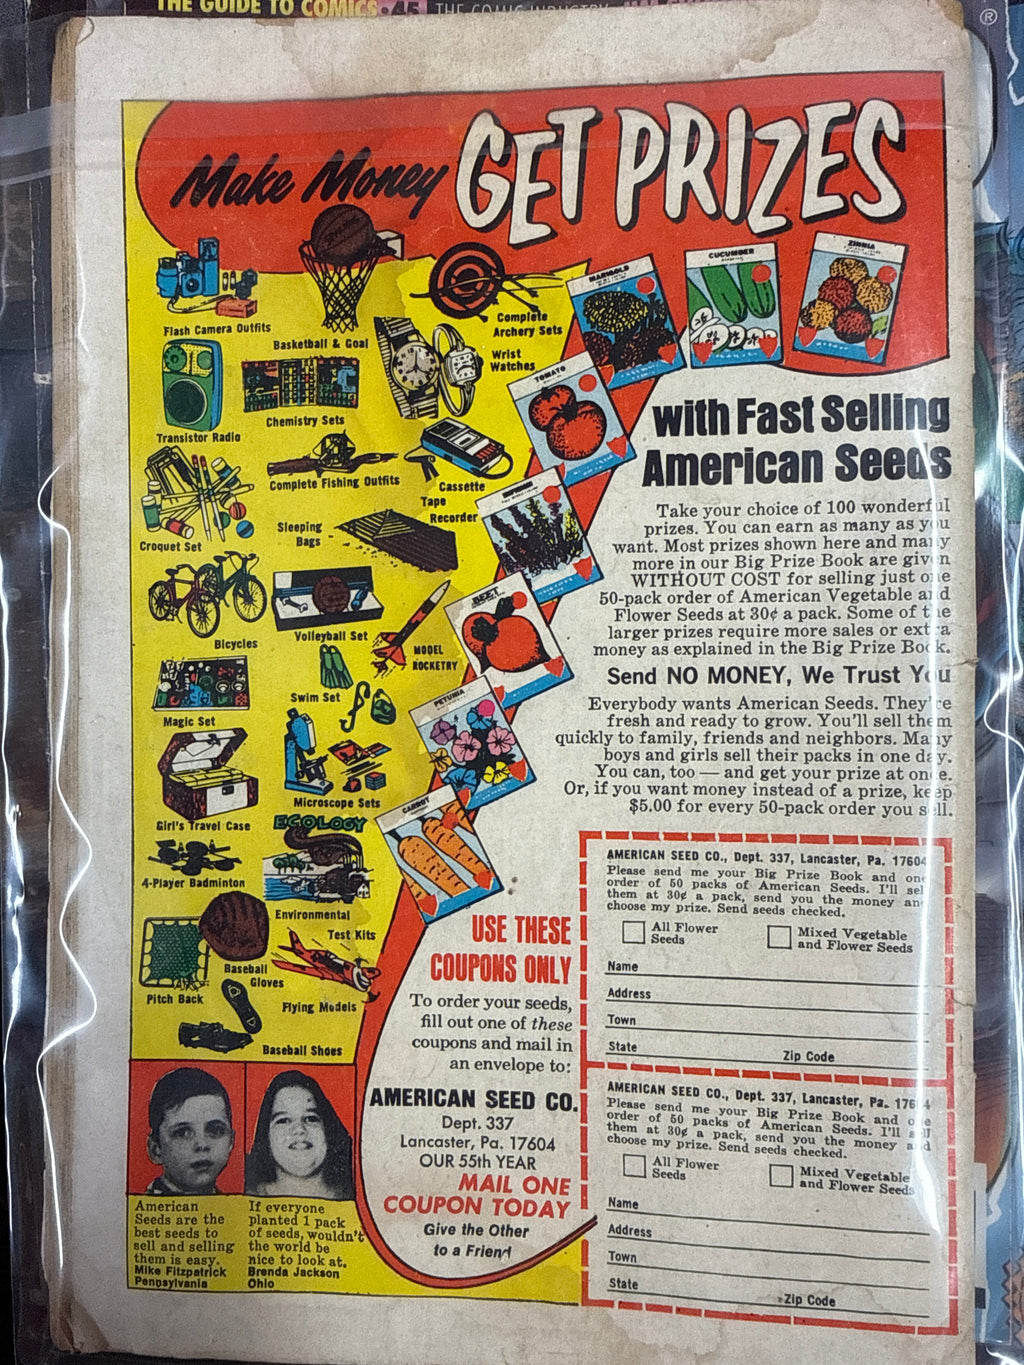 THE GUIDE TO COMICS • 45 THE COMIC INDUSTRY
®
Make Money GET PRIZES
MARIGOLD
CUCUMBER
ZINNIA
TOMATO
BEET
PETUNIA
CARROT
Flash Camera Outfits
Basketball & Goal
Complete
Archery Sets
Wrist
Watches
Transistor Radio
Chemistry Sets
Complete Fishing Outfits
Cassette
Tape
Recorder
Croquet Set
Sleeping
Bags
Bicycles
Volleyball Set
MODEL
ROCKETRY
Magic Set
Swim Set
Girl's Travel Case
Microscope Sets
ECOLOGY
4-Player Badminton
Environmental
Test Kits
Pitch Back
Baseball
Gloves
Flying Models
Baseball Shoes
with Fast Selling
American Seeds
Take your choice of 100 wonderful
prizes. You can earn as many as you
want. Most prizes shown here and many
more in our Big Prize Book are given
WITHOUT COST for selling just one
50-pack order of American Vegetable and
Flower Seeds at 30¢ a pack. Some of the
larger prizes require more sales or extra
money as explained in the Big Prize Book.
Send NO MONEY, We Trust You
Everybody wants American Seeds. They're
fresh and ready to grow. You'll sell them
quickly to family, friends and neighbors. Many
boys and girls sell their packs in one day.
You can, too — and get your prize at once.
Or, if you want money instead of a prize, keep
$5.00 for every 50-pack order you sell.
USE THESE
COUPONS ONLY
To order your seeds,
fill out one of these
coupons and mail in
an envelope to:
AMERICAN SEED CO.
Dept. 337
Lancaster, Pa. 17604
OUR 55th YEAR
MAIL ONE
COUPON TODAY
Give the Other
to a Friend
AMERICAN SEED CO., Dept. 337, Lancaster, Pa. 17604
Please send me your Big Prize Book and one
order of 50 packs of American Seeds. I'll sell
them at 30¢ a pack, send you the money and
choose my prize. Send seeds checked.
All Flower
Seeds
Mixed Vegetable
and Flower Seeds
Name
Address
Town
State Zip Code
AMERICAN SEED CO., Dept. 337, Lancaster, Pa. 17604
Please send me your Big Prize Book and one
order of 50 packs of American Seeds. I'll sell
them at 30¢ a pack, send you the money and
choose my prize. Send seeds checked.
All Flower
Seeds
Mixed Vegetable
and Flower Seeds
Name
Address
Town
State Zip Code
American
Seeds are the
best seeds to
sell and selling
them is easy.
Mike Fitzpatrick
Pennsylvania
If everyone
planted 1 pack
of seeds, wouldn't
the world be
nice to look at.
Brenda Jackson
Ohio